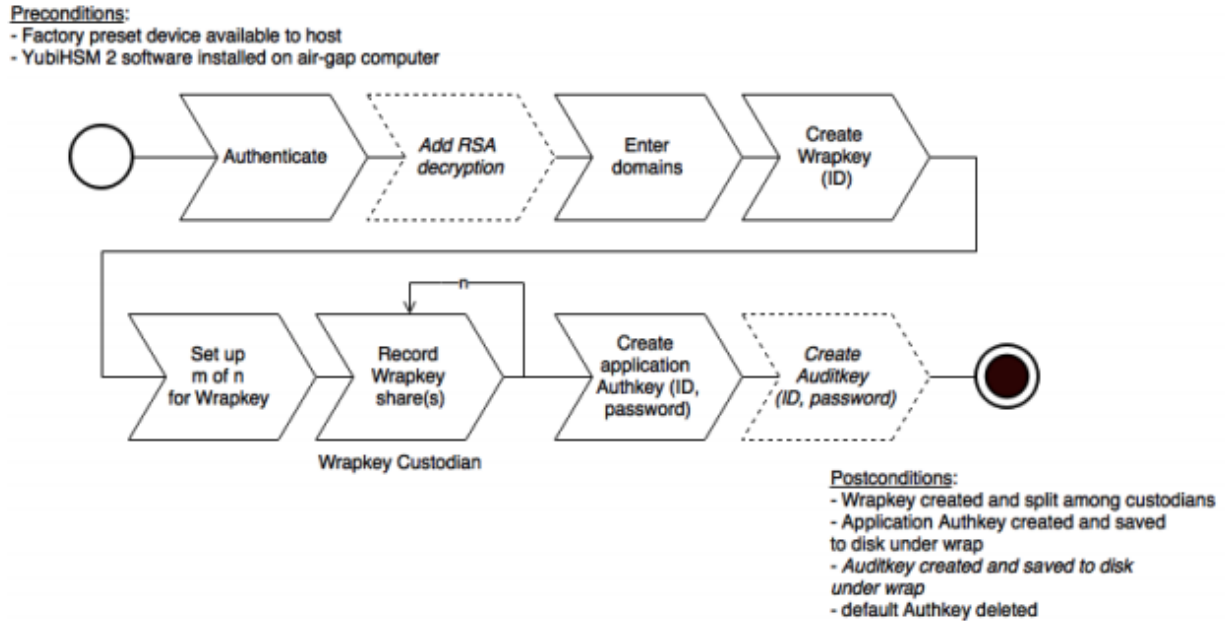 Preconditions:
- Factory preset device available to host
- YubiHSM 2 software installed on air-gap computer
Authenticate
Add RSA
decryption
Enter
domains
Create
Wrapkey
(ID)
n
Set up
m of n
for Wrapkey
Record
Wrapkey
share(s)
Create
application
Authkey (ID,
password)
Create
Auditkey
(ID, password)
Wrapkey Custodian
Postconditions:
- Wrapkey created and split among custodians
- Application Authkey created and saved
to disk under wrap
- Auditkey created and saved to disk
under wrap
- default Authkey deleted